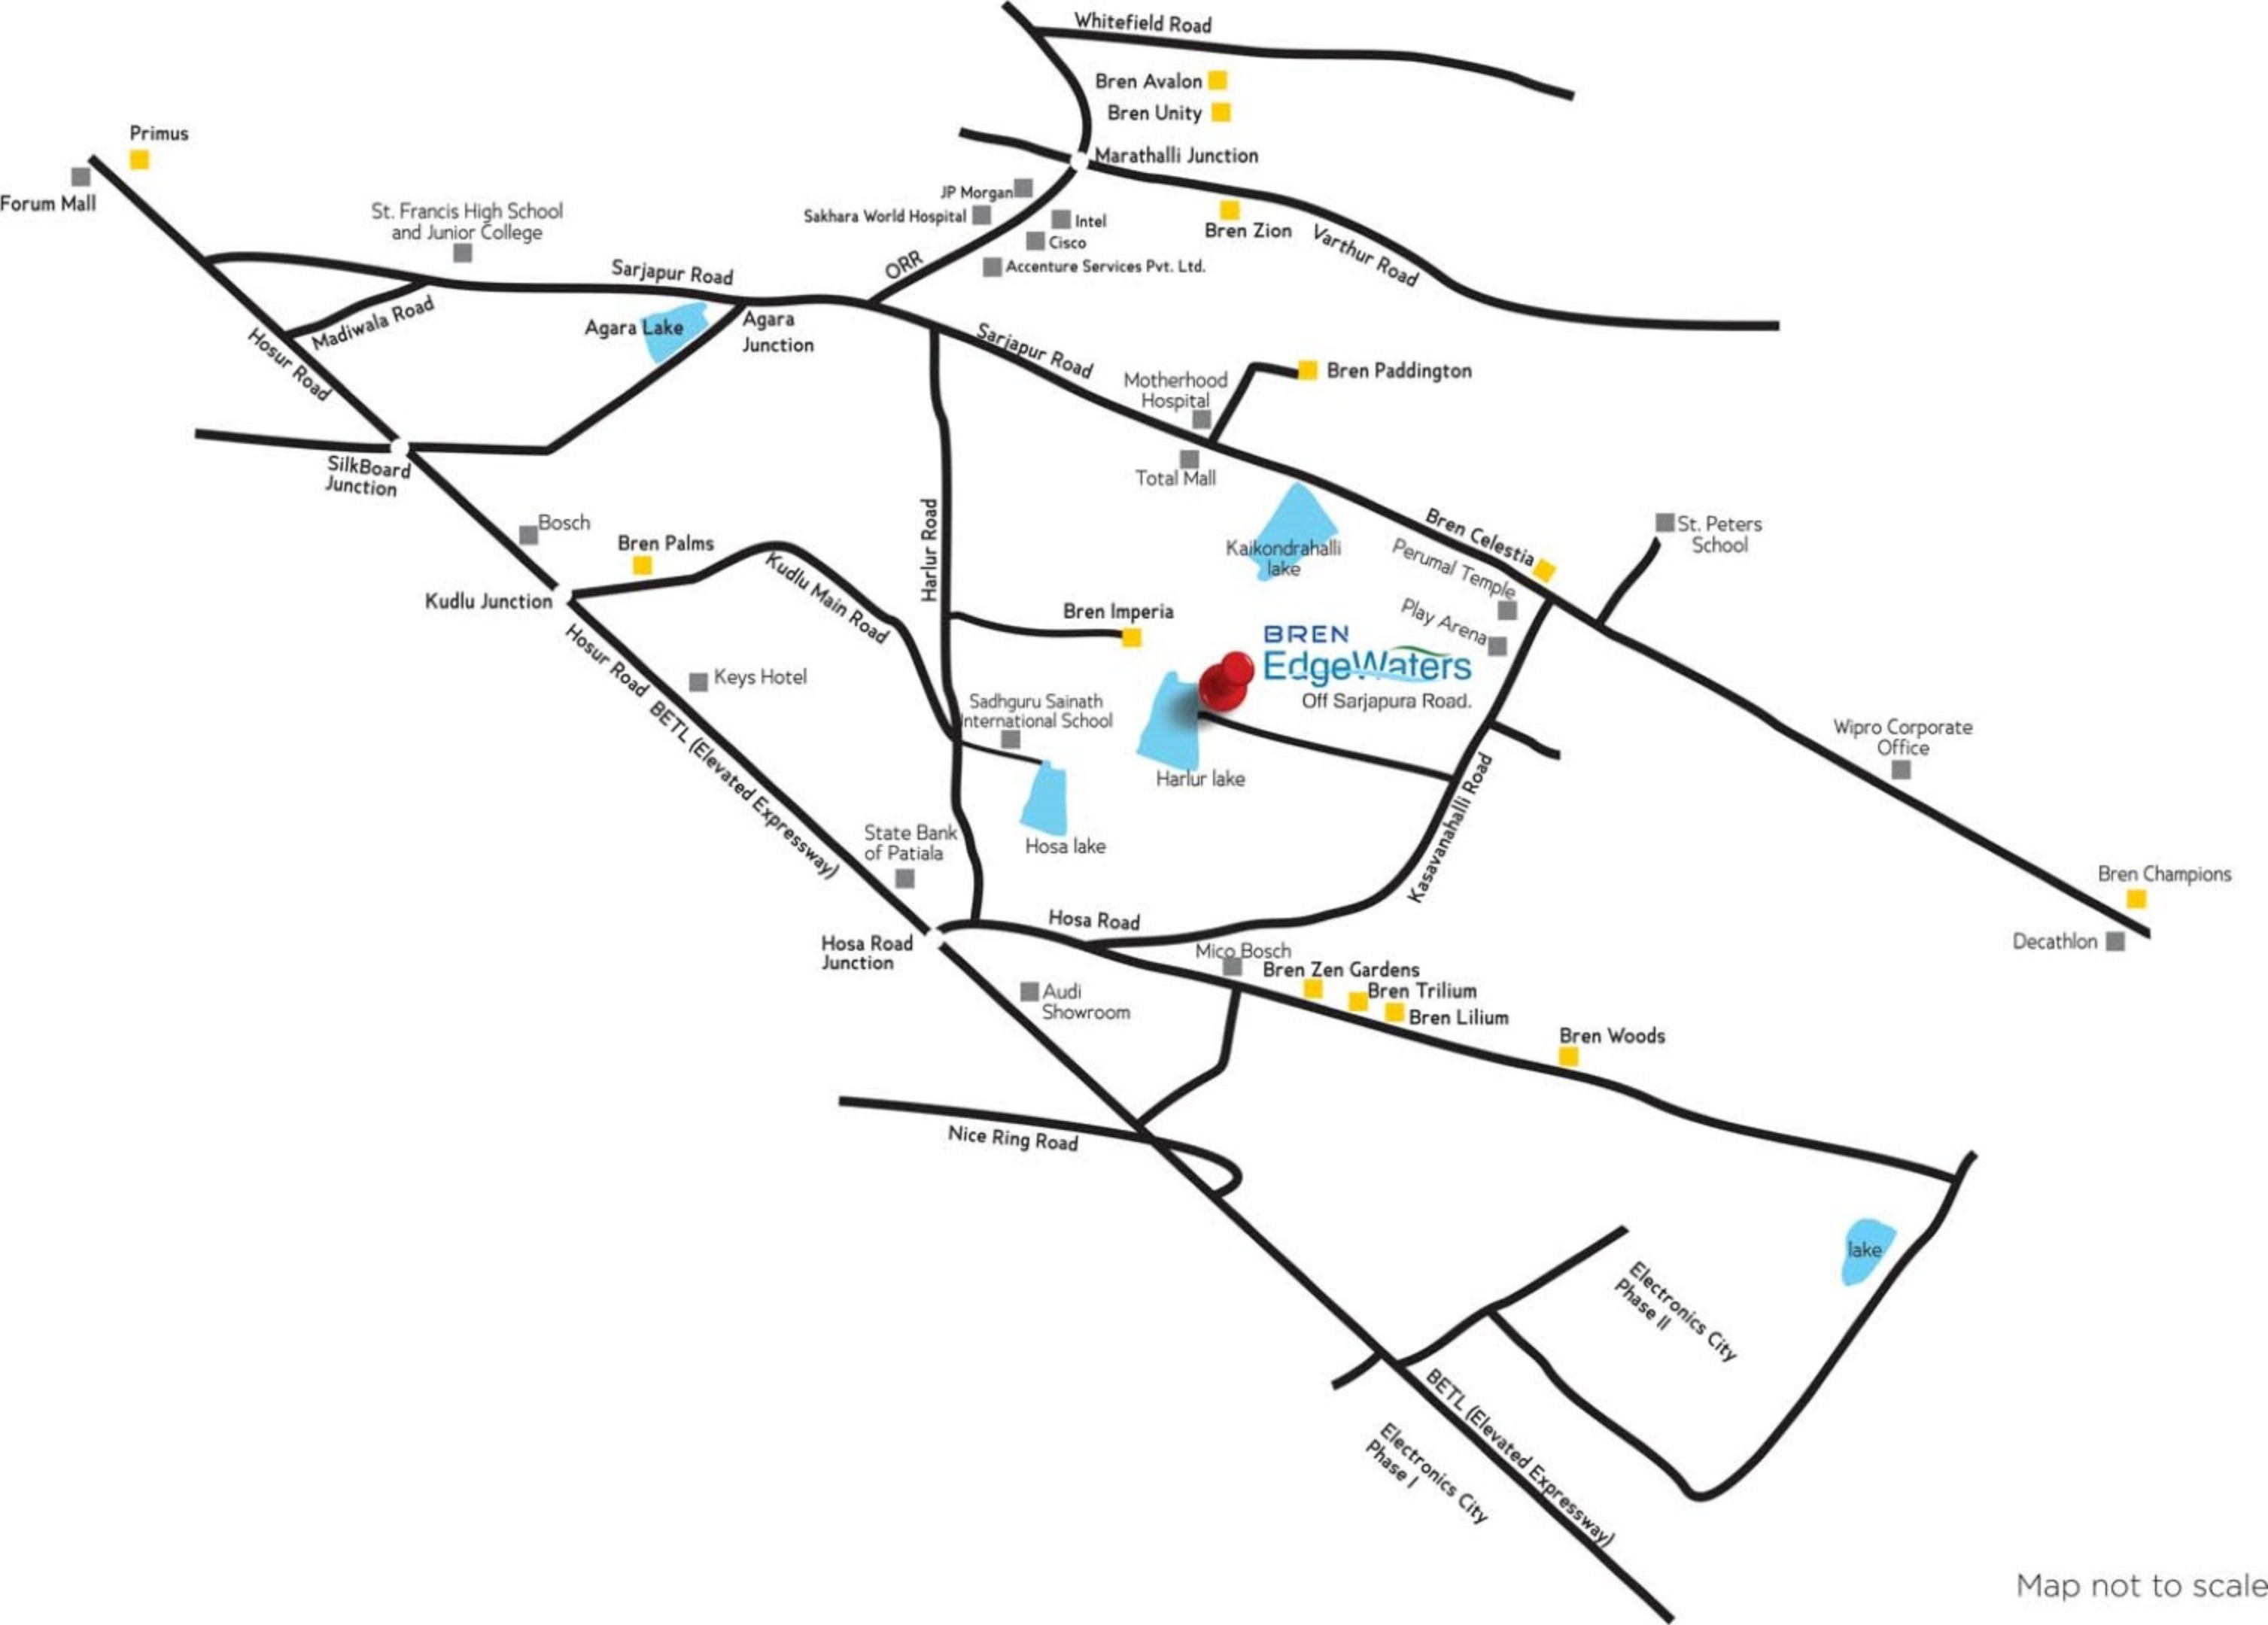 Whitefield Road
Bren Avalon
Bren Unity
Primus
Marathalli Junction
Forum Mall
JP Morgan
St. Francis High School
and Junior College
Sakhara World Hospital
Intel
Cisco
Bren Zion
Varthur Road
ORR
Accenture Services Pvt. Ltd.
Sarjapur Road
Madiwala Road
Agara Lake
Agara
Junction
Hosur Road
Sarjapur Road
Motherhood
Hospital
Bren Paddington
SilkBoard
Junction
Total Mall
Bosch
Bren Palms
Harlur Road
Kaikondrahalli
lake
Bren Celestia
Perumal Temple
St. Peters
School
Kudlu Junction
Kudlu Main Road
Bren Imperia
Play Arena
BREN
EdgeWaters
Off Sarjapura Road.
Hosur Road
BETL (Elevated Expressway)
Keys Hotel
Sadhguru Sainath
International School
Harlur lake
Wipro Corporate
Office
Kasavanahalli Road
State Bank
of Patiala
Hosa lake
Bren Champions
Decathlon
Hosa Road
Hosa Road
Junction
Mico Bosch
Bren Zen Gardens
Bren Trilium
Bren Lilium
Audi
Showroom
Bren Woods
Nice Ring Road
lake
Electronics City
Phase II
BETL (Elevated Expressway)
Electronics City
Phase I
Map not to scale